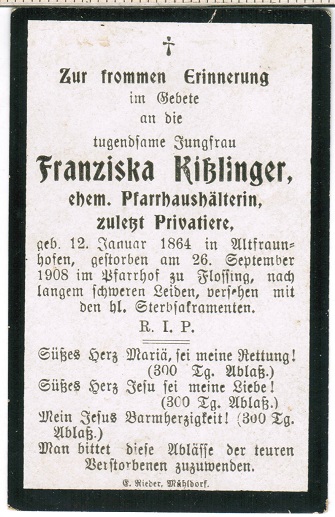 Zur frommen Erinnerung
im Gebete
an die
tugendsame Jungfrau
Franziska Kißlinger,
ehem. Pfarrhaushälterin,
zuletzt Privatiere,
geb. 12. Januar 1864 in Altfraun-
hofen, gestorben am 26. September
1908 im Pfarrhof zu Flossing, nach
langem schweren Leiden, versehen mit
den hl. Sterbsakramenten.
R. I. P.
Süßes Herz Mariä, sei meine Rettung!
(300 Tg. Ablaß.)
Süßes Herz Jesu sei meine Liebe!
(300 Tg. Ablaß.)
Mein Jesus Barmherzigkeit! (300 Tg.
Ablaß.)
Man bittet diese Ablässe der teuren
Verstorbenen zuzuwenden.
E. Rieder, Mühldorf.